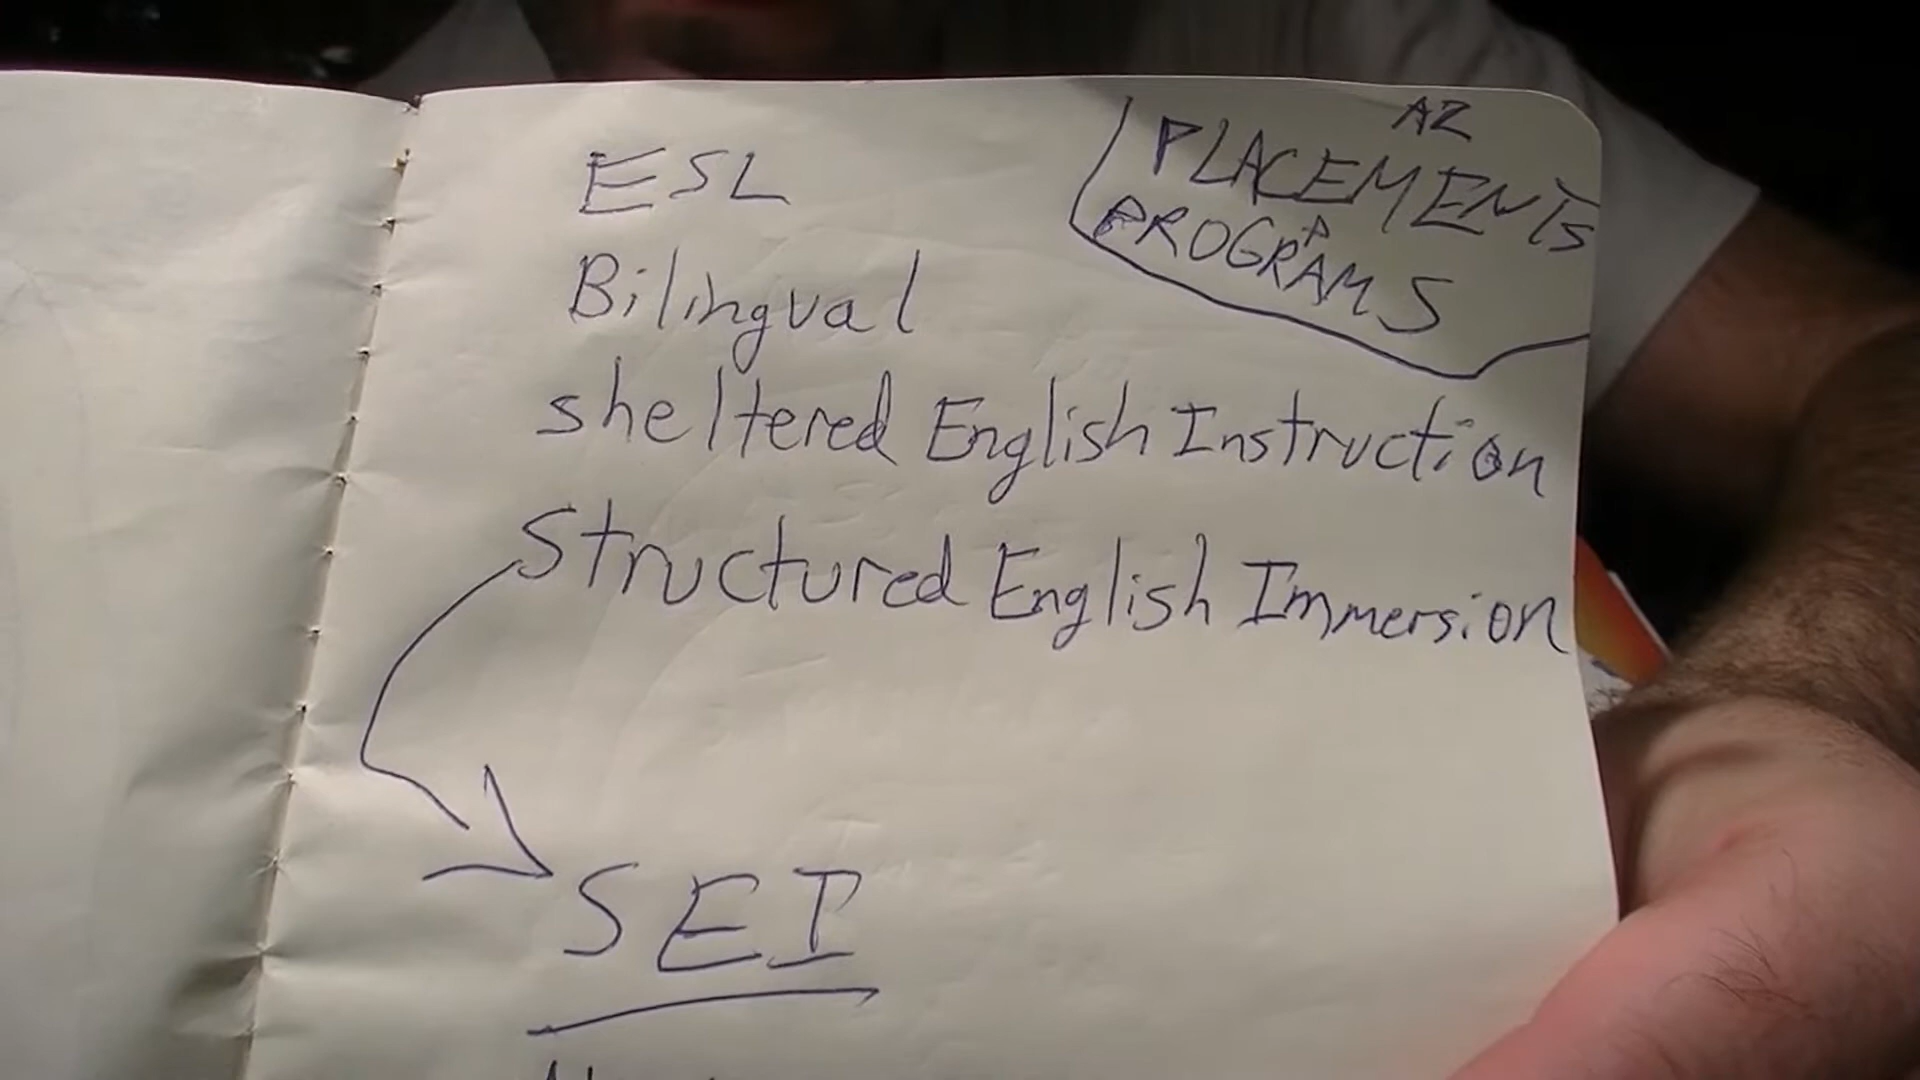 AZ
PLACEMENTS
PROGRAMS
ESL
Bilingual
sheltered English Instruction
Structured English Immersion
SEI